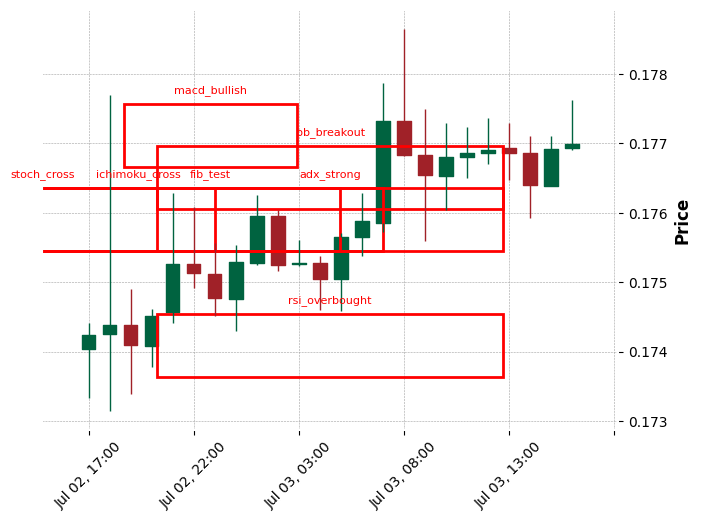 macd_bullish
bb_breakout
stoch_cross
ichimoku_cross
fib_test
adx_strong
rsi_overbought
0.178
0.177
0.176
0.175
0.174
0.173
Price
Jul 02, 17:00
Jul 02, 22:00
Jul 03, 03:00
Jul 03, 08:00
Jul 03, 13:00